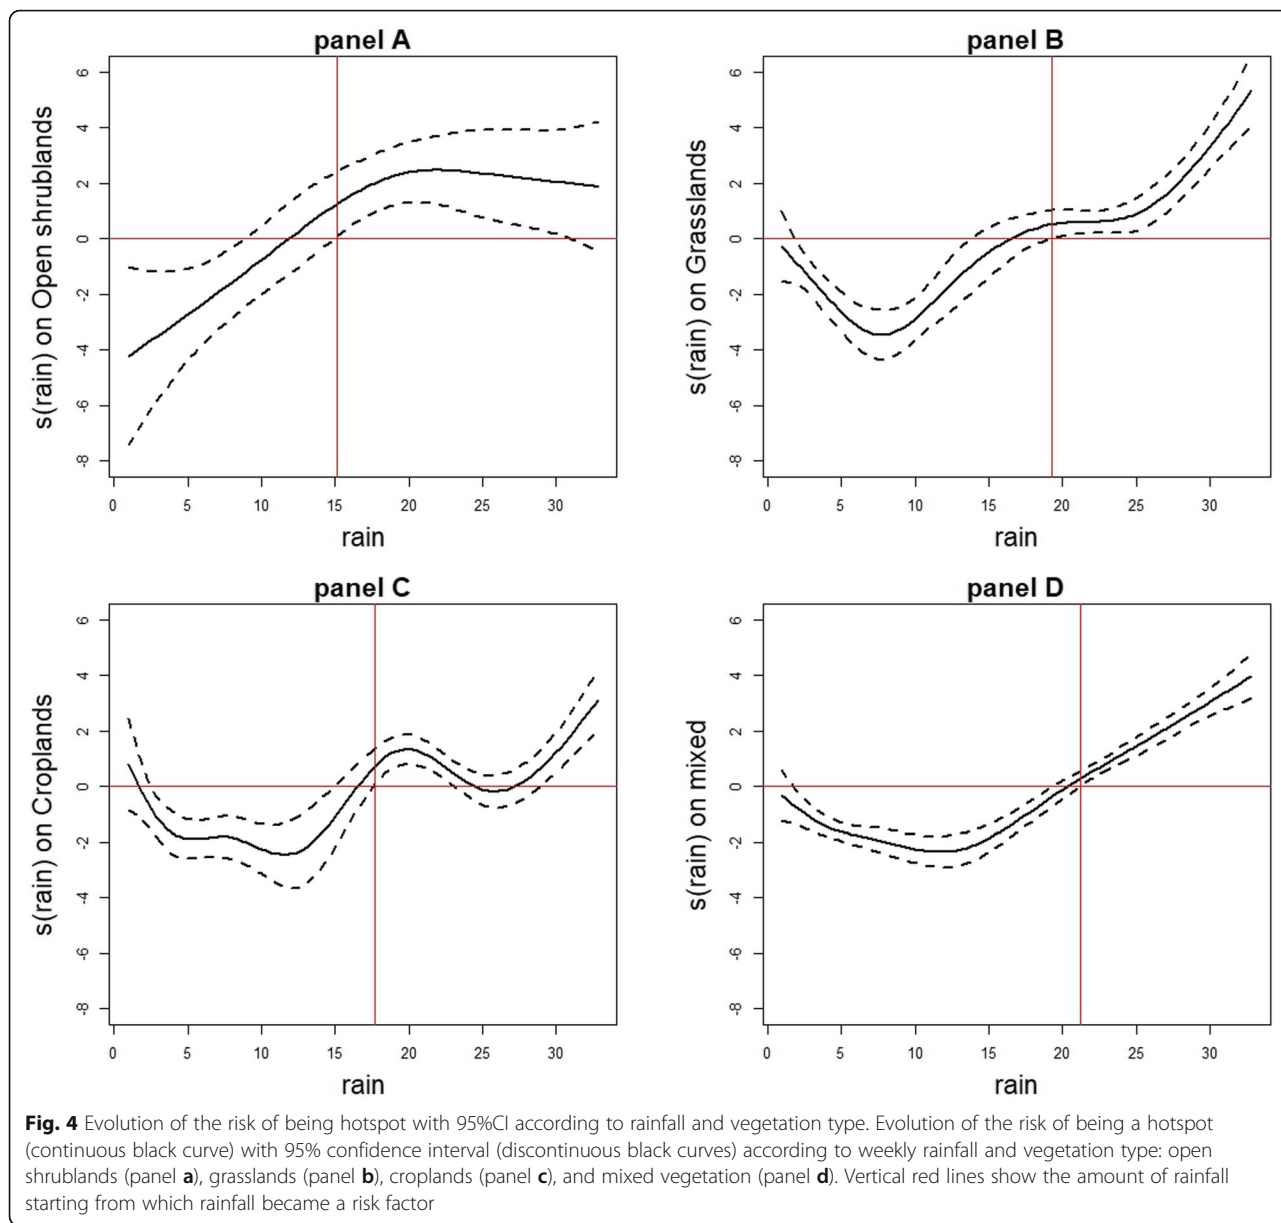 panel A
s(rain) on Open shrublands
6
4
2
0
-2
-4
-6
-8
0 5 10 15 20 25 30
rain
panel B
s(rain) on Grasslands
6
4
2
0
-2
-4
-6
-8
0 5 10 15 20 25 30
rain
panel C
s(rain) on Croplands
6
4
2
0
-2
-4
-6
-8
0 5 10 15 20 25 30
rain
panel D
s(rain) on mixed
6
4
2
0
-2
-4
-6
-8
0 5 10 15 20 25 30
rain
Fig. 4 Evolution of the risk of being hotspot with 95%CI according to rainfall and vegetation type. Evolution of the risk of being a hotspot
(continuous black curve) with 95% confidence interval (discontinuous black curves) according to weekly rainfall and vegetation type: open
shrublands (panel a), grasslands (panel b), croplands (panel c), and mixed vegetation (panel d). Vertical red lines show the amount of rainfall
starting from which rainfall became a risk factor